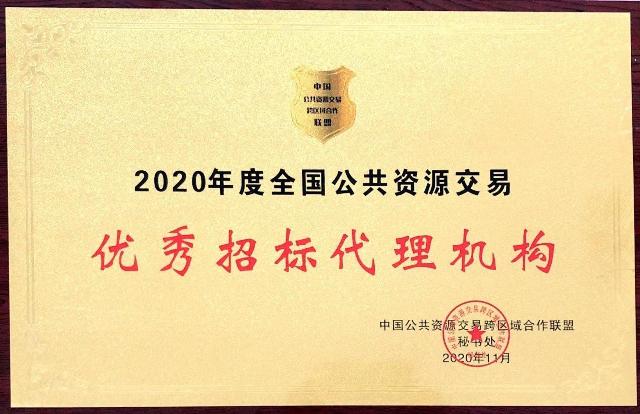 中国
公共资源交易
跨区域合作
联盟
2020年度全国公共资源交易
优秀招标代理机构
中国公共资源交易跨区域合作联盟
秘书处
2020年11月